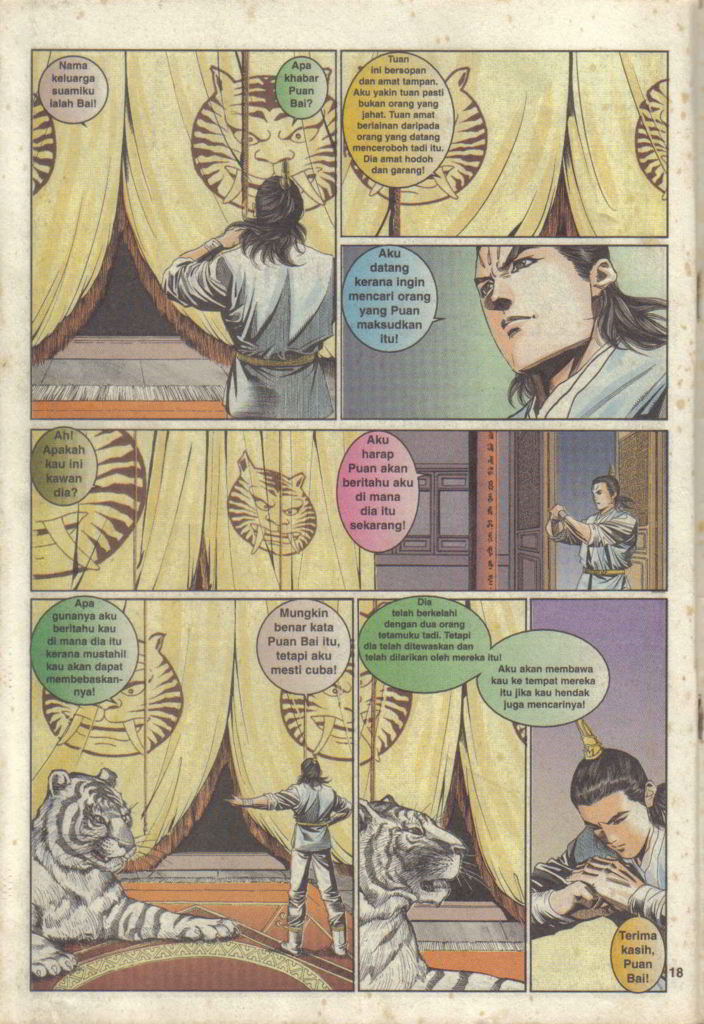 Nama
keluarga
suamiku
ialah Bai!
Apa
khabar
Puan
Bai?
Tuan
ini bersopan
dan amat tampan.
Aku yakin tuan pasti
bukan orang yang
jahat. Tuan amat
berlainan daripada
orang yang datang
menceroboh tadi itu.
Dia amat hodoh
dan garang!
Aku
datang
kerana ingin
mencari orang
yang Puan
maksudkan
itu!
Ah!
Apakah
kau ini
kawan
dia?
Aku
harap
Puan akan
beritahu aku
di mana
dia itu
sekarang!
Apa
gunanya aku
beritahu kau
di mana dia itu
kerana mustahil
kau akan dapat
membebaskan-
nya!
Mungkin
benar kata
Puan Bai itu,
tetapi aku
mesti cuba!
Dia
telah berkelahi
dengan dua orang
tetamuku tadi. Tetapi
dia telah ditewaskan dan
telah dilarikan oleh mereka itu!
Aku akan membawa
kau ke tempat mereka
itu jika kau hendak
juga mencarinya!
Terima
kasih,
Puan
Bai!
18